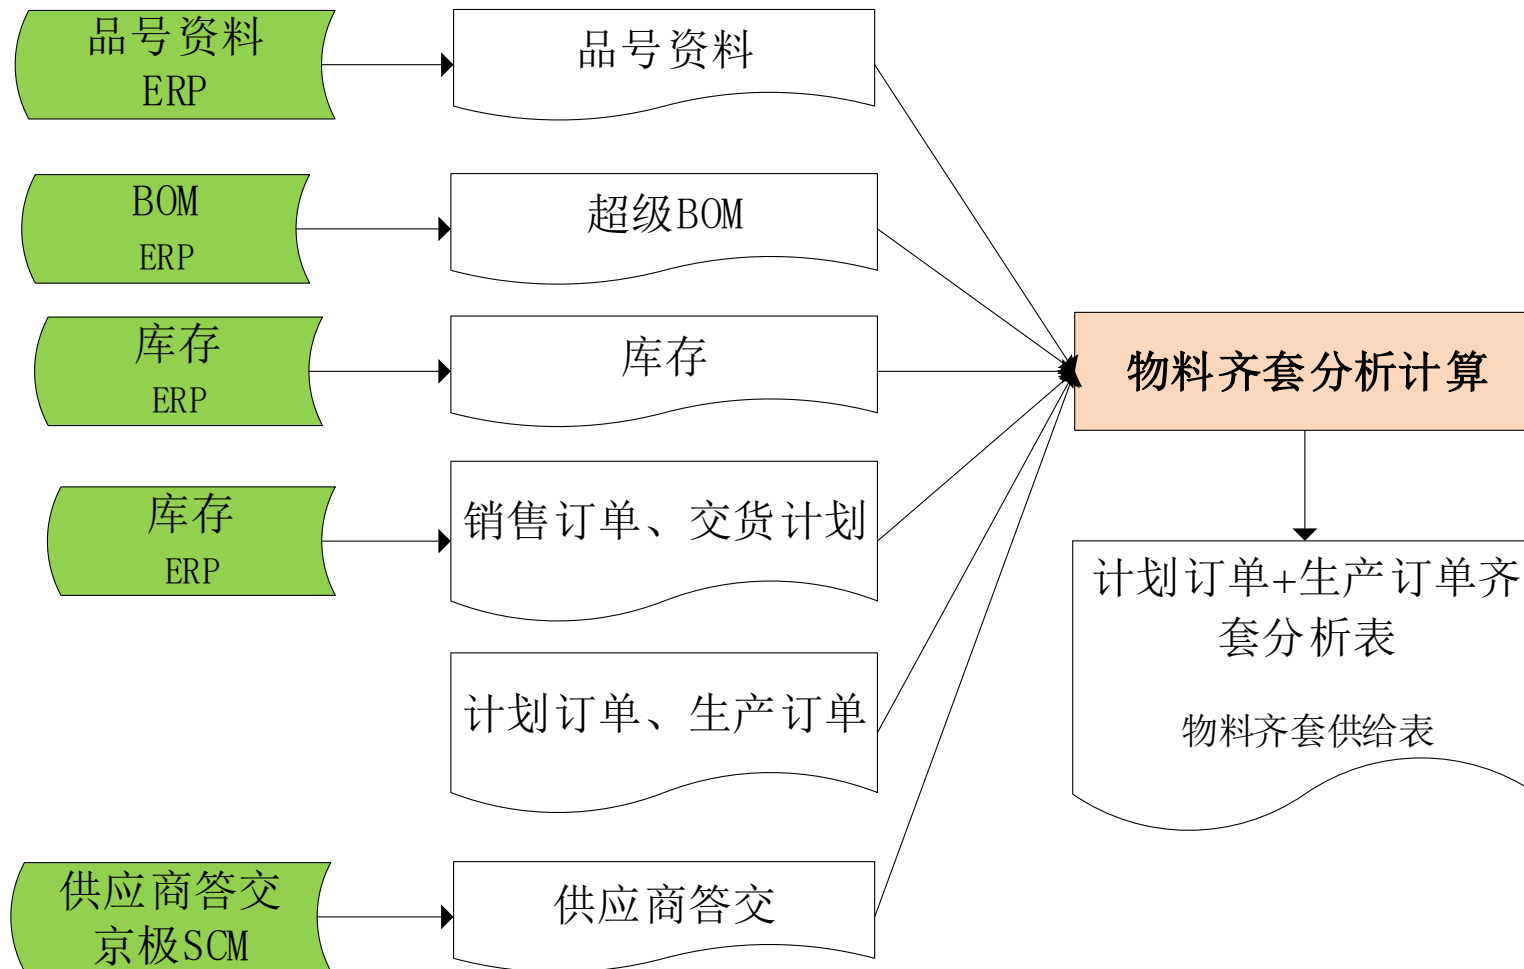 品号资料
ERP
品号资料
BOM
ERP
超级BOM
库存
ERP
库存
物料齐套分析计算
库存
ERP
销售订单、交货计划
计划订单+生产订单齐
套分析表
物料齐套供给表
计划订单、生产订单
供应商答交
京极SCM
供应商答交